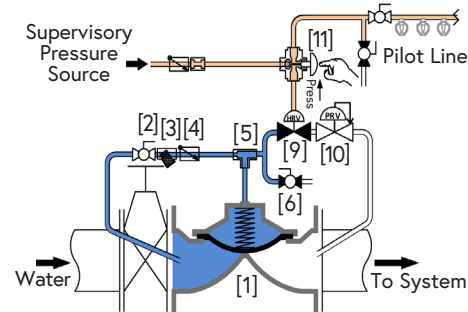 [11]
Supervisory
Pressure
Source
Pilot Line
Press
HRV
PRV
[2]
[3]
[4]
[5]
[9]
[10]
[6]
[1]
Water
To System